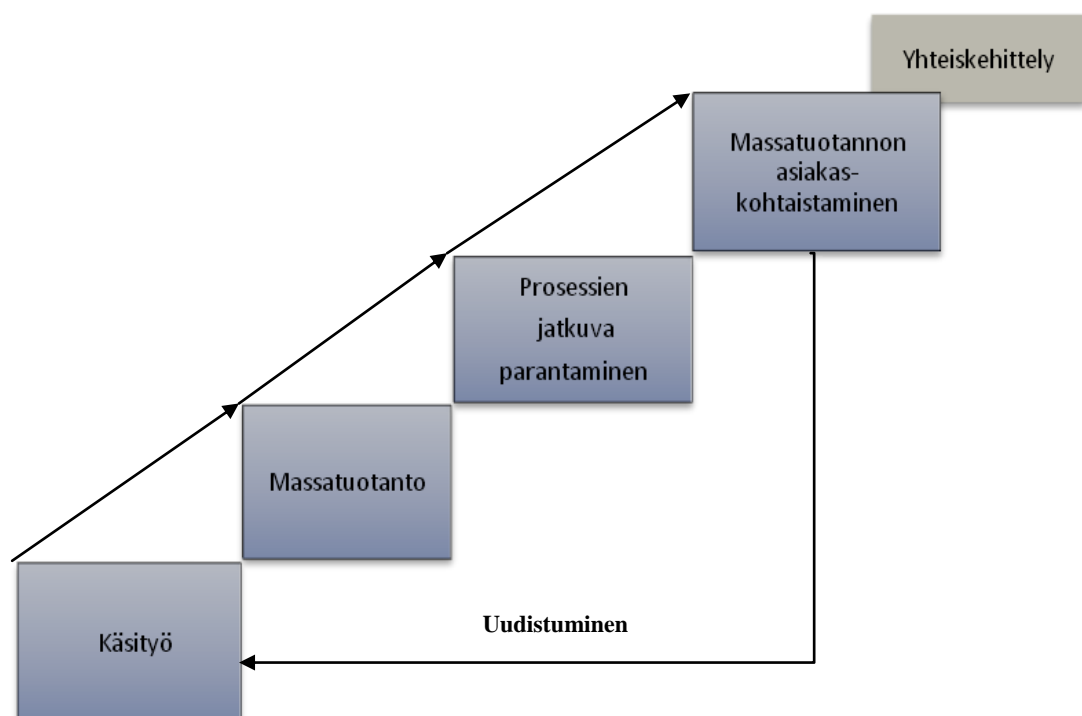 Yhteiskehittely
Massatuotannon
asiakas-
kohtaistaminen
Prosessien
jatkuva
parantaminen
Massatuotanto
Uudistuminen
Käsityö